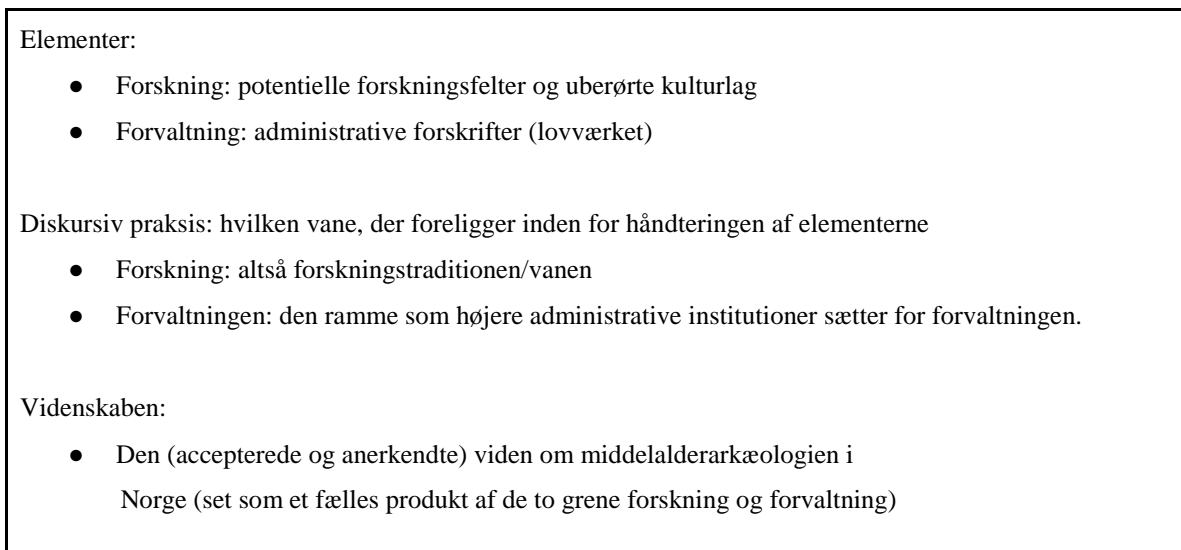 Elementer:
● Forskning: potentielle forskningsfelter og uberørte kulturlag
● Forvaltning: administrative forskrifter (lovværket)
Diskursiv praksis: hvilken vane, der foreligger inden for håndteringen af elementerne
● Forskning: altså forskningstraditionen/vanen
● Forvaltningen: den ramme som højere administrative institutioner sætter for forvaltningen.
Videnskaben:
● Den (accepterede og anerkendte) viden om middelalderarkæologien i
Norge (set som et fælles produkt af de to grene forskning og forvaltning)